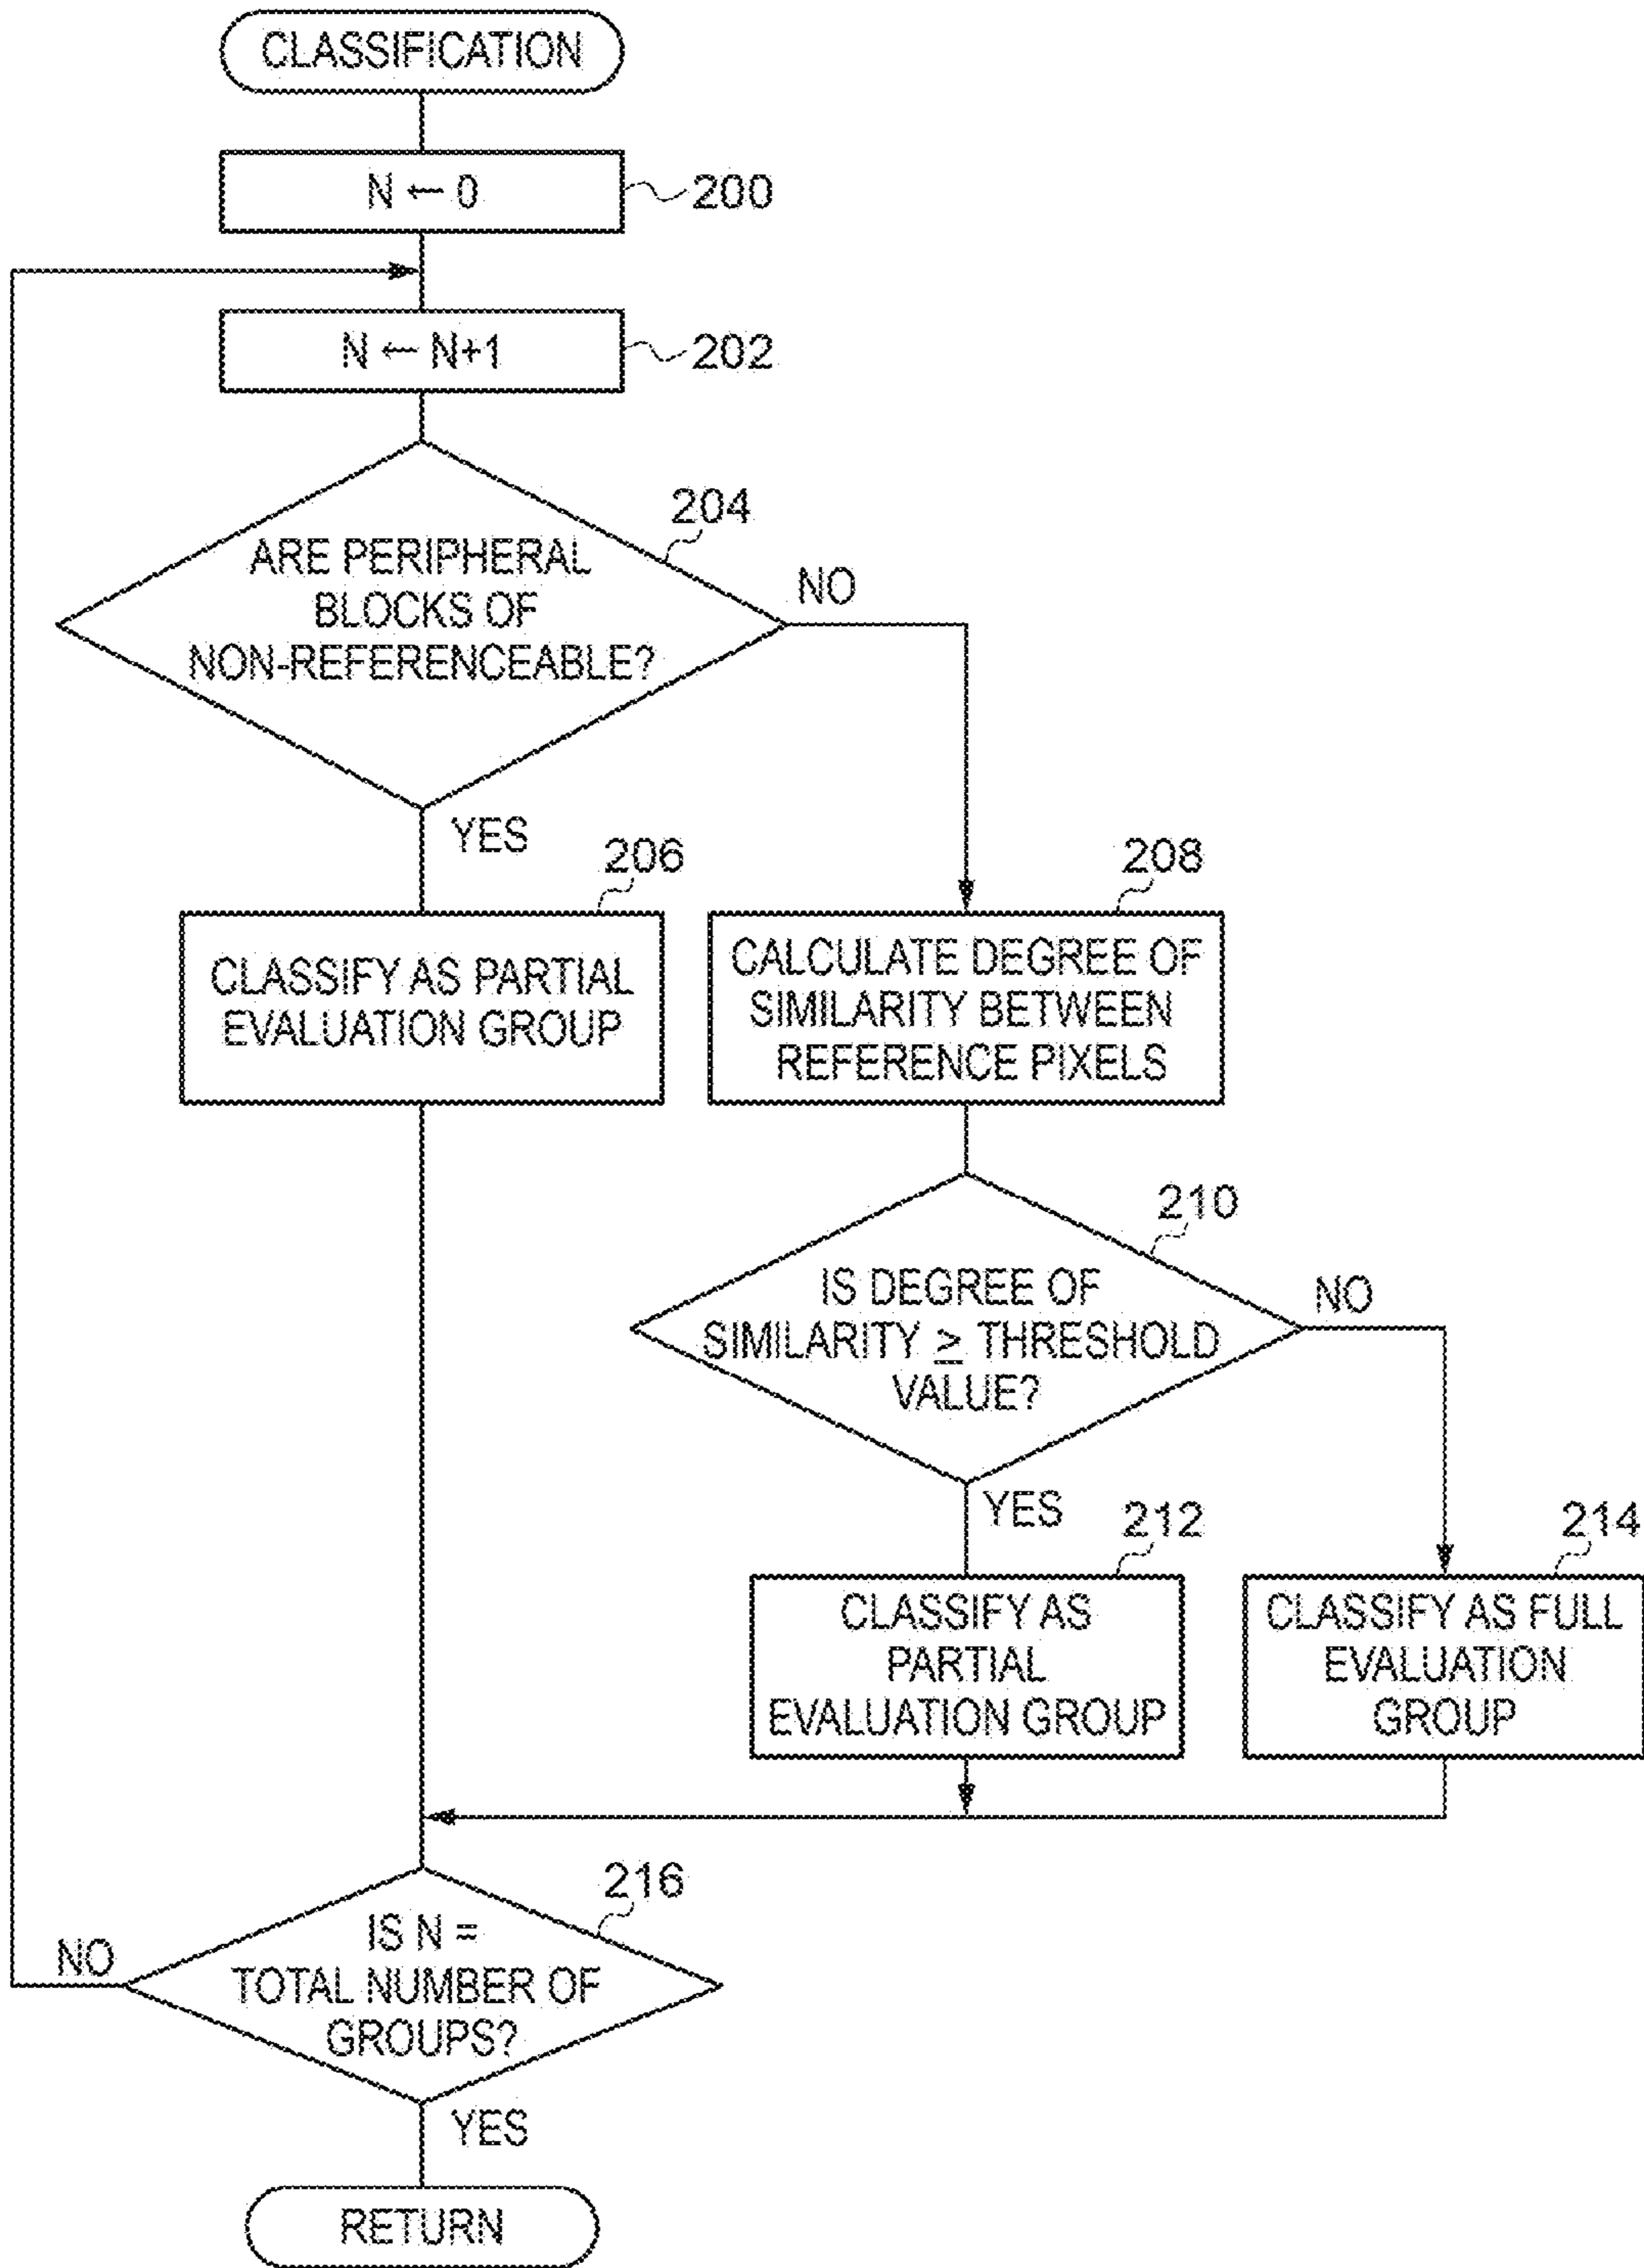 CLASSIFICATION
N ← 0
200
N ← N+1
202
204
ARE PERIPHERAL
BLOCKS OF
NON-REFERENCEABLE?
NO
YES
206
CLASSIFY AS PARTIAL
EVALUATION GROUP
208
CALCULATE DEGREE OF
SIMILARITY BETWEEN
REFERENCE PIXELS
210
IS DEGREE OF
SIMILARITY ≥ THRESHOLD
VALUE?
NO
YES
212
CLASSIFY AS
PARTIAL
EVALUATION GROUP
214
CLASSIFY AS FULL
EVALUATION
GROUP
216
IS N =
TOTAL NUMBER OF
GROUPS?
NO
YES
RETURN